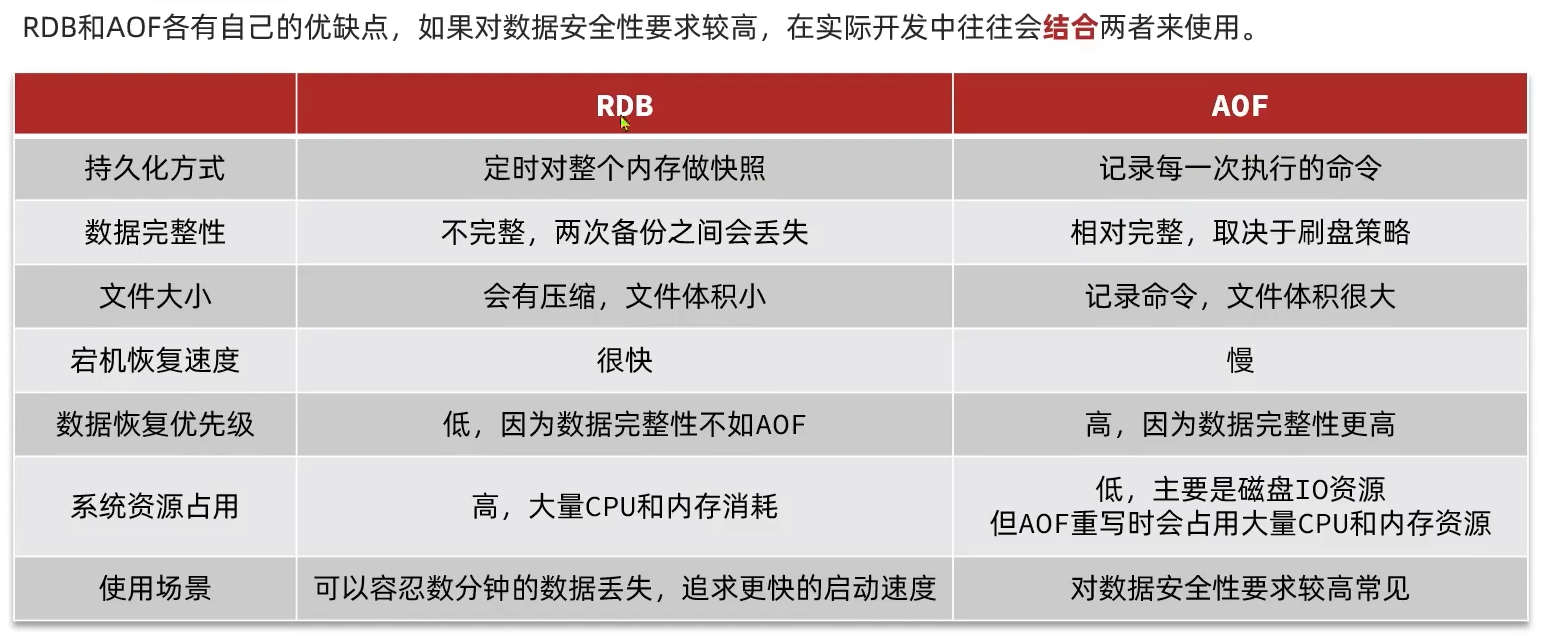 RDB和AOF各有自己的优缺点，如果对数据安全性要求较高，在实际开发中往往会结合两者来使用。
RDB AOF
持久化方式 定时对整个内存做快照 记录每一次执行的命令
数据完整性 不完整，两次备份之间会丢失 相对完整，取决于刷盘策略
文件大小 会有压缩，文件体积小 记录命令，文件体积很大
宕机恢复速度 很快 慢
数据恢复优先级 低，因为数据完整性不如AOF 高，因为数据完整性更高
系统资源占用 高，大量CPU和内存消耗 低，主要是磁盘IO资源
但AOF重写时会占用大量CPU和内存资源
使用场景 可以容忍数分钟的数据丢失，追求更快的启动速度 对数据安全性要求较高常见